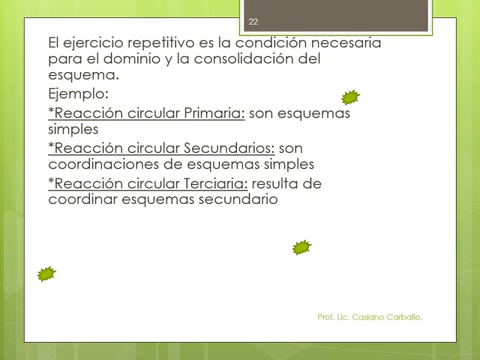 22
El ejercicio repetitivo es la condición necesaria
para el dominio y la consolidación del
esquema.
Ejemplo:
*Reacción circular Primaria: son esquemas
simples
*Reacción circular Secundarios: son
coordinaciones de esquemas simples
*Reacción circular Terciaria: resulta de
coordinar esquemas secundario
Prof. Lic. Casiano Carballo.